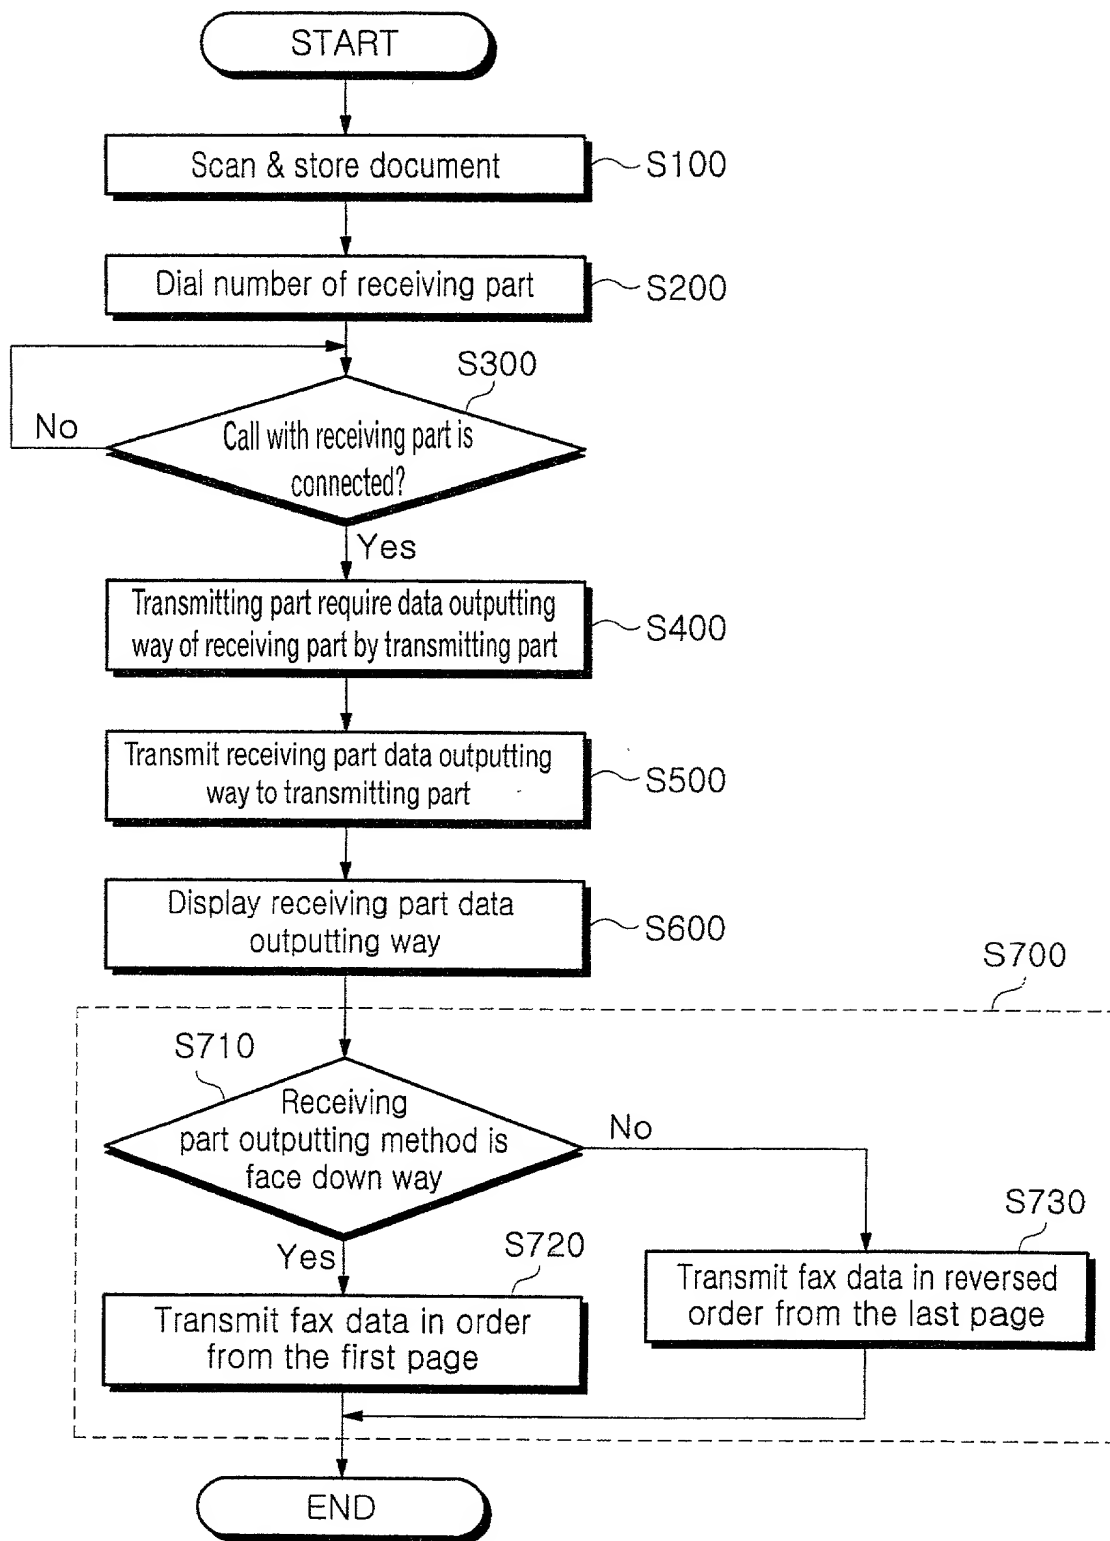 START
Scan & store document
S100
Dial number of receiving part
S200
S300
No
Call with receiving part is
connected?
Yes
Transmitting part require data outputting
way of receiving part by transmitting part
S400
Transmit receiving part data outputting
way to transmitting part
S500
Display receiving part data
outputting way
S600
S700
S710
Receiving
part outputting method is
face down way
No
Yes
S720
Transmit fax data in order
from the first page
S730
Transmit fax data in reversed
order from the last page
END